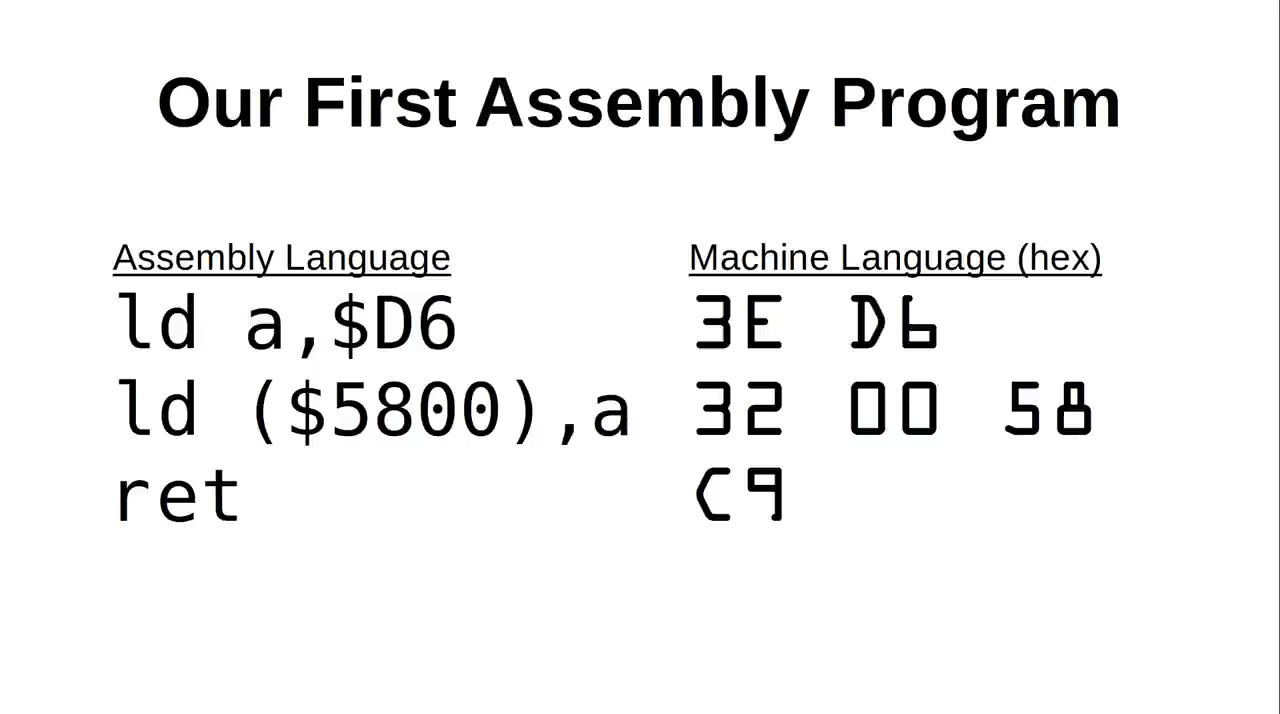 Our First Assembly Program
Assembly Language
ld a,$D6
ld ($5800),a
ret
Machine Language (hex)
3E D6
32 00 58
C9